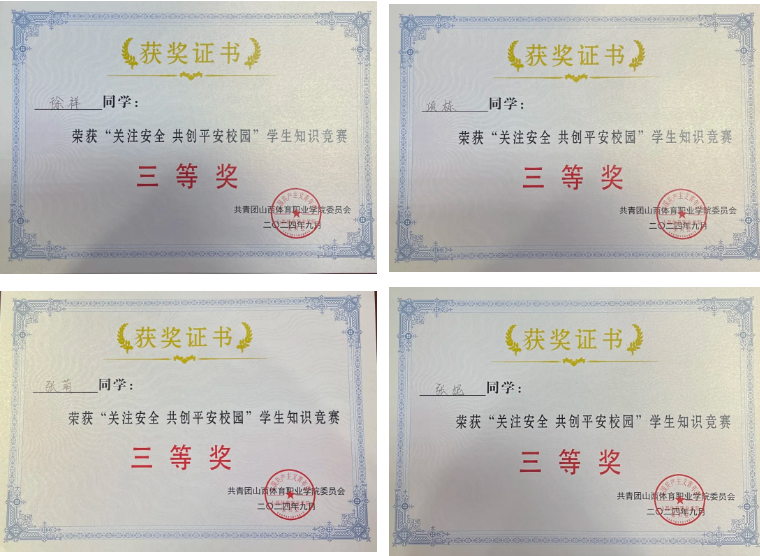 获奖证书
徐祥同学：
荣获“关注安全 共创平安校园”学生知识竞赛
三等奖
共青团山西体育职业学院委员会
二〇二四年九月
获奖证书
同学：
荣获“关注安全 共创平安校园”学生知识竞赛
三等奖
共青团山西体育职业学院委员会
二〇二四年九月
获奖证书
张萌同学：
荣获“关注安全 共创平安校园”学生知识竞赛
三等奖
共青团山西体育职业学院委员会
二〇二四年九月
获奖证书
张同学：
荣获“关注安全 共创平安校园”学生知识竞赛
三等奖
共青团山西体育职业学院委员会
二〇二四年九月